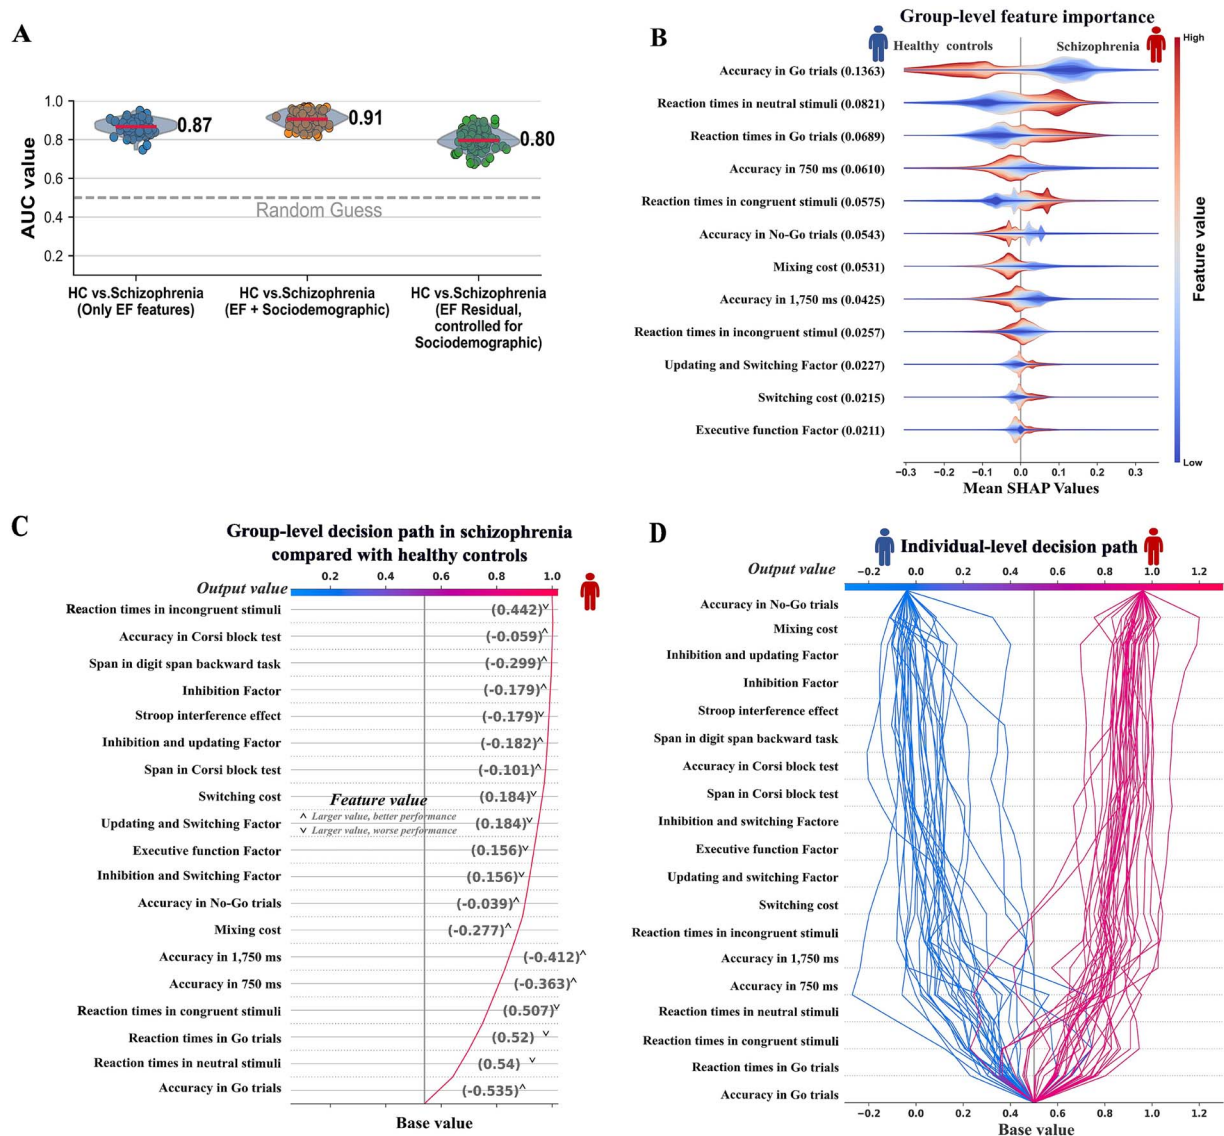 A
AUC value
1.0
0.8
0.6
0.4
0.2
0.87
0.91
0.80
Random Guess
HC vs.Schizophrenia
(Only EF features)
HC vs.Schizophrenia
(EF + Sociodemographic)
HC vs.Schizophrenia
(EF Residual,
controlled for
Sociodemographic)
B
Group-level feature importance
Healthy controls
Schizophrenia
Accuracy in Go trials (0.1363)
Reaction times in neutral stimuli (0.0821)
Reaction times in Go trials (0.0689)
Accuracy in 750 ms (0.0610)
Reaction times in congruent stimuli (0.0575)
Accuracy in No-Go trials (0.0543)
Mixing cost (0.0531)
Accuracy in 1,750 ms (0.0425)
Reaction times in incongruent stimul (0.0257)
Updating and Switching Factor (0.0227)
Switching cost (0.0215)
Executive function Factor (0.0211)
−0.3 −0.2 −0.1 0.0 0.1 0.2 0.3
Mean SHAP Values
High
Feature value
Low
C
Group-level decision path in schizophrenia
compared with healthy controls
Output value
0.2 0.4 0.6 0.8 1.0
Reaction times in incongruent stimuli (0.442)˅
Accuracy in Corsi block test (-0.059)^
Span in digit span backward task (-0.299)^
Inhibition Factor (-0.179)^
Stroop interference effect (-0.179)˅
Inhibition and updating Factor (-0.182)^
Span in Corsi block test (-0.101)^
Switching cost (0.184)˅
Feature value
^ Larger value, better performance
˅ Larger value, worse performance
Updating and Switching Factor (0.184)˅
Executive function Factor (0.156)˅
Inhibition and Switching Factor (0.156)˅
Accuracy in No-Go trials (-0.039)^
Mixing cost (-0.277)^
Accuracy in 1,750 ms (-0.412)^
Accuracy in 750 ms (-0.363)^
Reaction times in congruent stimuli (0.507)˅
Reaction times in Go trials (0.52) ˅
Reaction times in neutral stimuli (0.54) ˅
Accuracy in Go trials (-0.535)^
0.2 0.4 0.6 0.8 1.0
Base value
D
Individual-level decision path
Output value
−0.2 0.0 0.2 0.4 0.6 0.8 1.0 1.2
Accuracy in No-Go trials
Mixing cost
Inhibition and updating Factor
Inhibition Factor
Stroop interference effect
Span in digit span backward task
Accuracy in Corsi block test
Span in Corsi block test
Inhibition and switching Factore
Executive function Factor
Updating and switching Factor
Switching cost
Reaction times in incongruent stimuli
Accuracy in 1,750 ms
Accuracy in 750 ms
Reaction times in neutral stimuli
Reaction times in congruent stimuli
Reaction times in Go trials
Accuracy in Go trials
−0.2 0.0 0.2 0.4 0.6 0.8 1.0 1.2
Base value